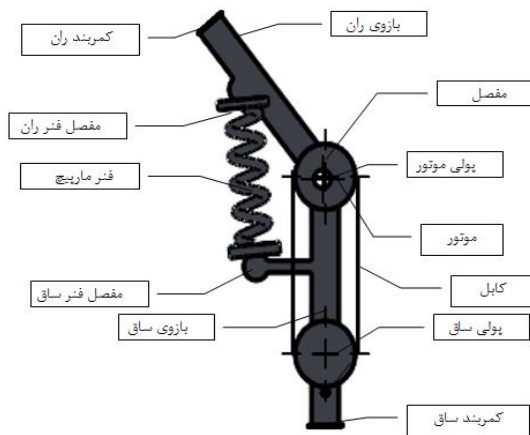 کمربند ران
بازوی ران
مفصل
مفصل فنر ران
پولی موتور
فنر مارپیچ
موتور
مفصل فنر ساق
کابل
بازوی ساق
پولی ساق
کمربند ساق